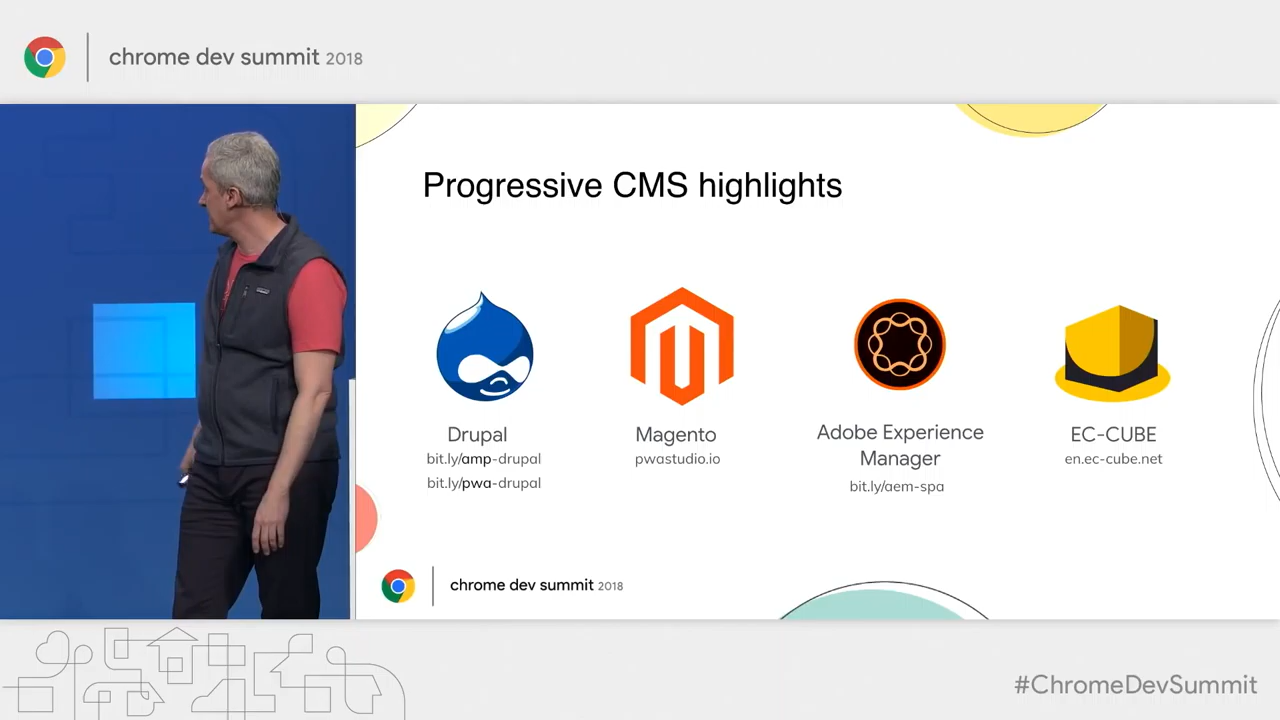 chrome dev summit 2018
Progressive CMS highlights
Drupal
bit.ly/amp-drupal
bit.ly/pwa-drupal
Magento
pwastudio.io
Adobe Experience
Manager
bit.ly/aem-spa
EC-CUBE
en.ec-cube.net
chrome dev summit 2018
#ChromeDevSummit